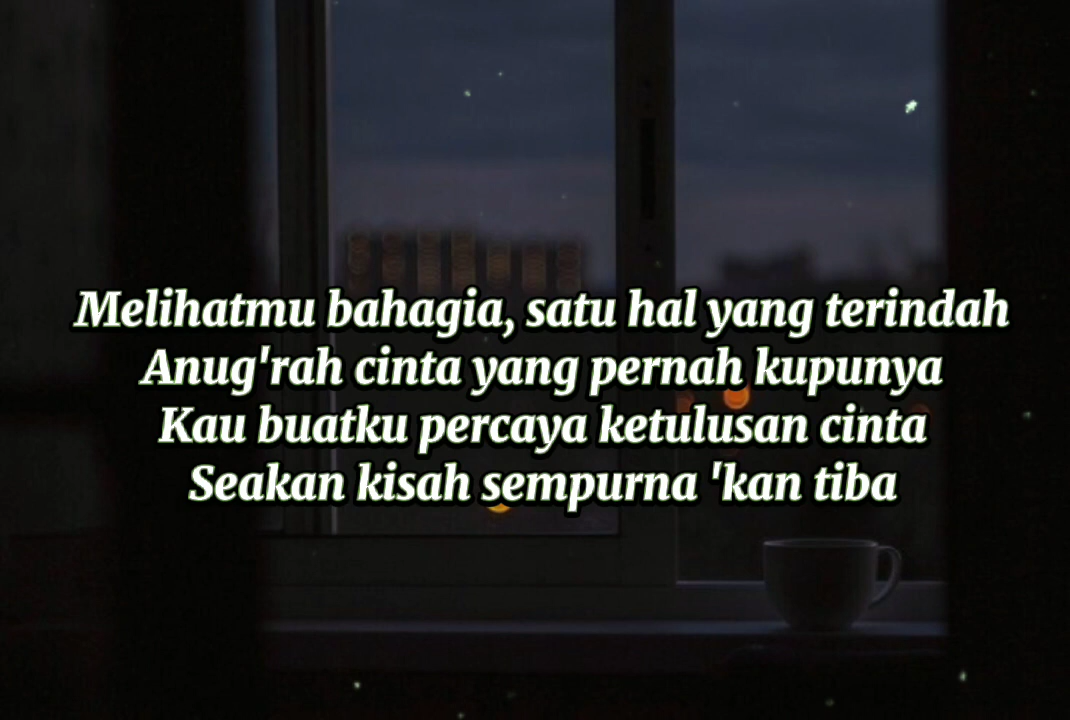 Melihatmu bahagia, satu hal yang terindah
Anug'rah cinta yang pernah kupunya
Kau buatku percaya ketulusan cinta
Seakan kisah sempurna 'kan tiba